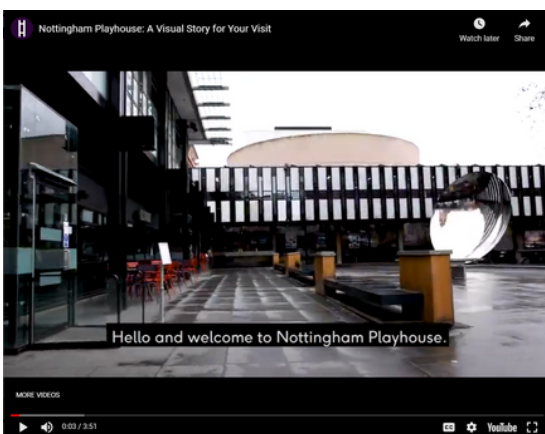 Nottingham Playhouse: A Visual Story for Your Visit
Watch later
Share
Hello and welcome to Nottingham Playhouse.
MORE VIDEOS
0:03 / 3:51
CC
YouTube